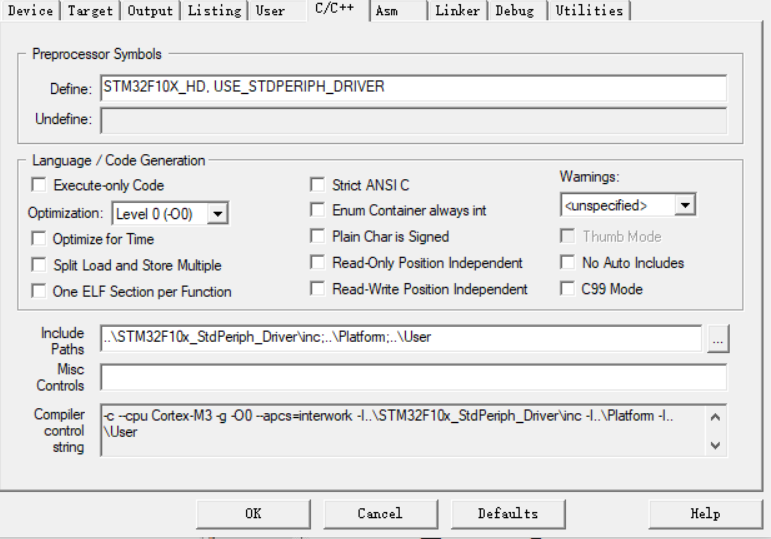 Device Target Output Listing User C/C++ Asm Linker Debug Utilities
Preprocessor Symbols
Define: STM32F10X_HD, USE_STDPERIPH_DRIVER
Undefine:
Language / Code Generation
Execute-only Code
Strict ANSI C
Warnings:
Optimization: Level 0 (-O0)
Enum Container always int
<unspecified>
Optimize for Time
Plain Char is Signed
Thumb Mode
Split Load and Store Multiple
Read-Only Position Independent
No Auto Includes
One ELF Section per Function
Read-Write Position Independent
C99 Mode
Include
Paths
..\STM32F10x_StdPeriph_Driver\inc;..\Platform;..\User
...
Misc
Controls
Compiler
control
string
-c --cpu Cortex-M3 -g -O0 --apcs=interwork -I..\STM32F10x_StdPeriph_Driver\inc -I..\Platform -I..
\User
OK Cancel Defaults Help